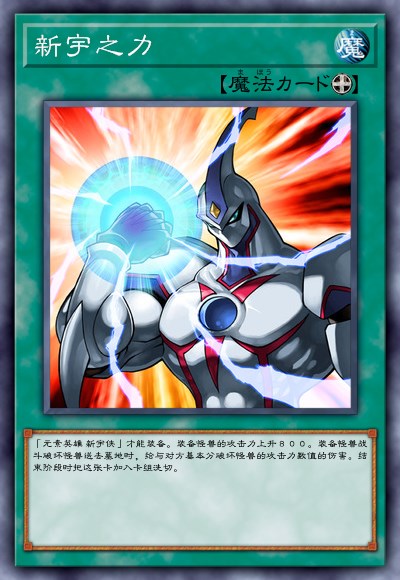 新宇之力
魔
【魔法カード】
まほう
「元素英雄 新宇侠」才能装备。装备怪兽的攻击力上升８００。装备怪兽战
斗破坏怪兽送去墓地时，给与对方基本分破坏怪兽的攻击力数值的伤害。结
束阶段时把这张卡加入卡组洗切。